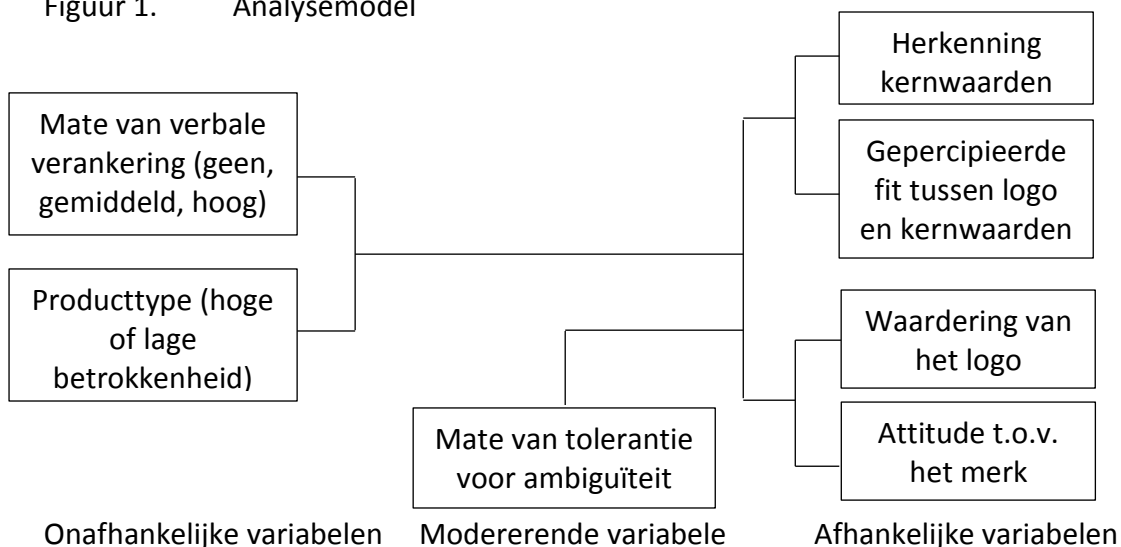 Figuur 1. Analysemodel
Mate van verbale
verankering (geen,
gemiddeld, hoog)
Producttype (hoge
of lage
betrokkenheid)
Mate van tolerantie
voor ambiguïteit
Herkenning
kernwaarden
Gepercipieerde
fit tussen logo
en kernwaarden
Waardering van
het logo
Attitude t.o.v.
het merk
Onafhankelijke variabelen Modererende variabele Afhankelijke variabelen